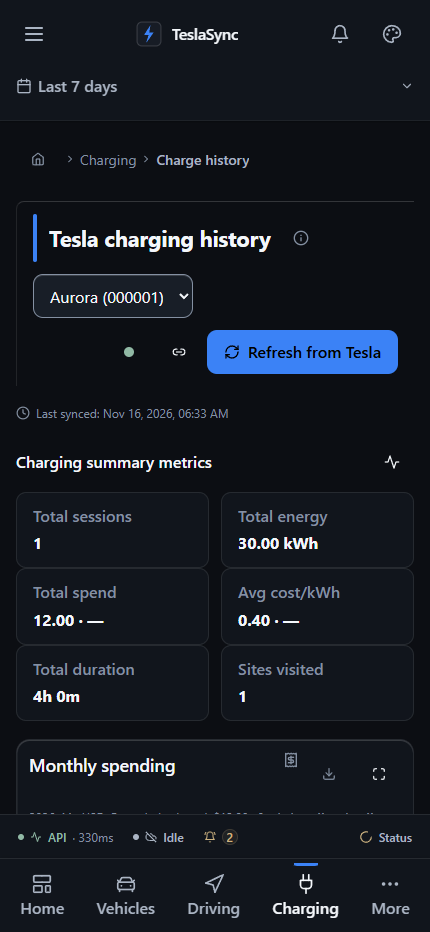 TeslaSync
Last 7 days
Charging
Charge history
Tesla charging history
Aurora (000001)
Refresh from Tesla
Last synced: Nov 16, 2026, 06:33 AM
Charging summary metrics
Total sessions
1
Total energy
30.00 kWh
Total spend
12.00 · —
Avg cost/kWh
0.40 · —
Total duration
4h 0m
Sites visited
1
Monthly spending
API · 330ms
Idle
2
Status
Home
Vehicles
Driving
Charging
More